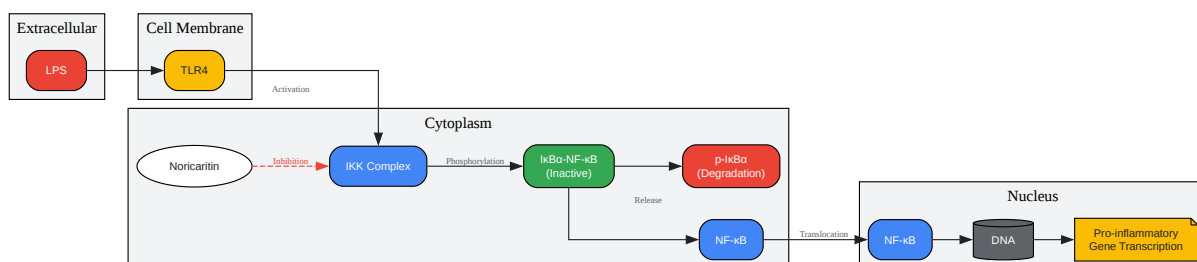 Extracellular
LPS
Cell Membrane
TLR4
Activation
Cytoplasm
Noricaritin
Inhibition
IKK Complex
Phosphorylation
IκBα-NF-κB
(Inactive)
p-IκBα
(Degradation)
Release
NF-κB
Translocation
Nucleus
NF-κB
DNA
Pro-inflammatory
Gene Transcription